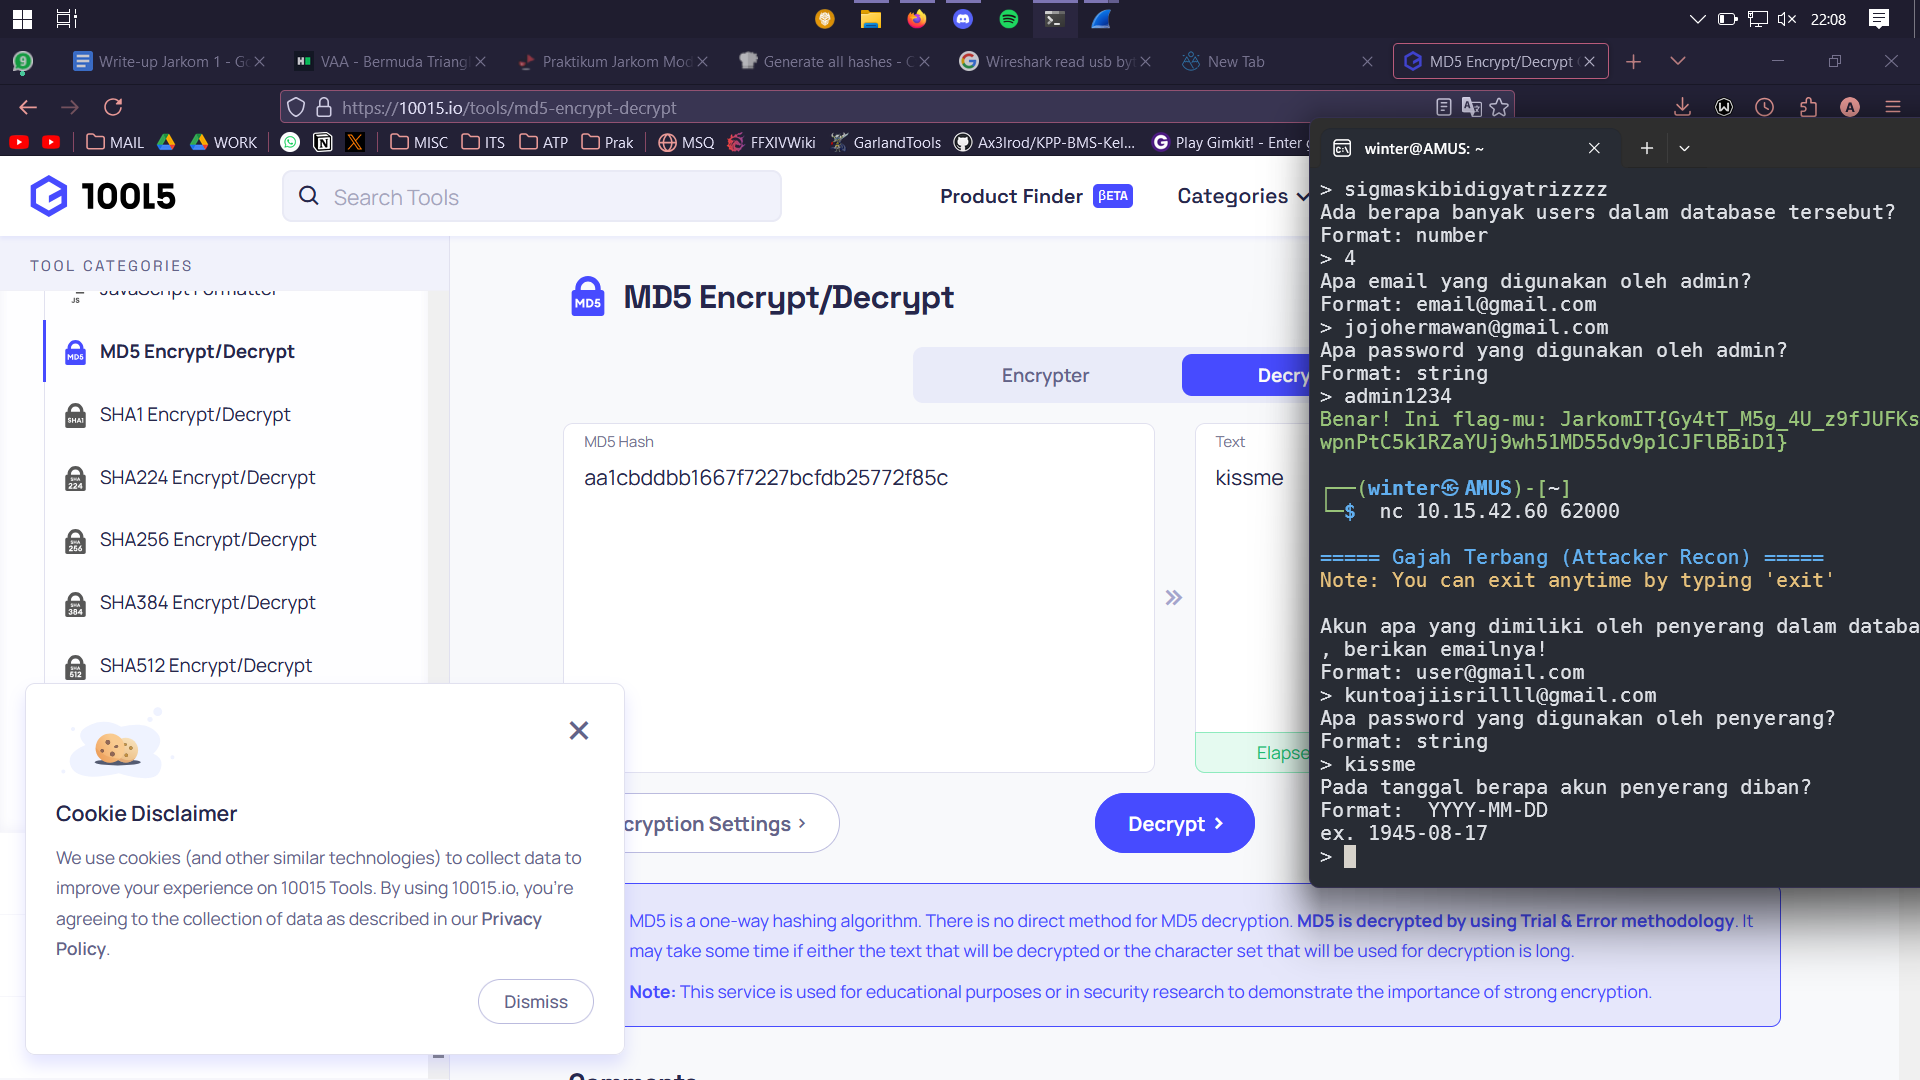 22:08
9
Write-up Jarkom 1 - G
VAA - Bermuda Triang
Praktikum Jarkom Mod
Generate all hashes - C
Wireshark read usb by
New Tab
MD5 Encrypt/Decrypt
https://10015.io/tools/md5-encrypt-decrypt
MAIL
WORK
MISC
ITS
ATP
Prak
MSQ
FFXIVWiki
GarlandTools
Ax3lrod/KPP-BMS-Kel...
Play Gimkit! - Enter g
10015
Search Tools
Product Finder BETA
Categories
TOOL CATEGORIES
JavaScript Formatter
MD5 Encrypt/Decrypt
SHA1 Encrypt/Decrypt
SHA224 Encrypt/Decrypt
SHA256 Encrypt/Decrypt
SHA384 Encrypt/Decrypt
SHA512 Encrypt/Decrypt
MD5 Encrypt/Decrypt
Encrypter
Decry
MD5 Hash
aa1cbddbb1667f7227bcfdb25772f85c
Text
kissme
Elapse
cryption Settings
Decrypt
MD5 is a one-way hashing algorithm. There is no direct method for MD5 decryption. MD5 is decrypted by using Trial & Error methodology. It
may take some time if either the text that will be decrypted or the character set that will be used for decryption is long.
Note: This service is used for educational purposes or in security research to demonstrate the importance of strong encryption.
Comments
Cookie Disclaimer
We use cookies (and other similar technologies) to collect data to
improve your experience on 10015 Tools. By using 10015.io, you're
agreeing to the collection of data as described in our Privacy
Policy.
Dismiss
winter@AMUS: ~
> sigmaskibidigyatrizzzz
Ada berapa banyak users dalam database tersebut?
Format: number
> 4
Apa email yang digunakan oleh admin?
Format: email@gmail.com
> jojohermawan@gmail.com
Apa password yang digunakan oleh admin?
Format: string
> admin1234
Benar! Ini flag-mu: JarkomIT{Gy4tT_M5g_4U_z9fJUFKs
wpnPtC5k1RZaYUj9wh51MD55dv9p1CJFlBBiD1}
(winter㉿AMUS)-[~]
$ nc 10.15.42.60 62000
===== Gajah Terbang (Attacker Recon) =====
Note: You can exit anytime by typing 'exit'
Akun apa yang dimiliki oleh penyerang dalam databa
, berikan emailnya!
Format: user@gmail.com
> kuntoajiisrillll@gmail.com
Apa password yang digunakan oleh penyerang?
Format: string
> kissme
Pada tanggal berapa akun penyerang diban?
Format:  YYYY-MM-DD
ex. 1945-08-17
>